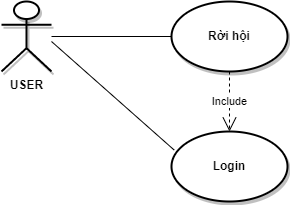 Rời hội
USER
Include
Login